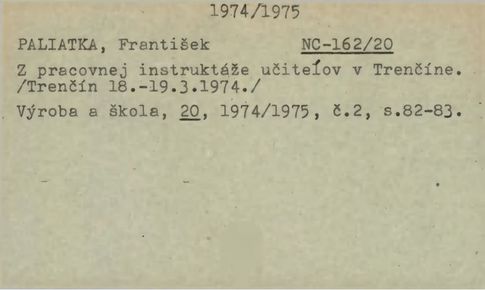 1974/1975
PALIATKA, František NC-162/20
Z pracovnej instruktáže učiteľov v Trenčíne.
/Trenčín 18.-19.3.1974./
Výroba a škola, 20, 1974/1975, č.2, s.82-83.